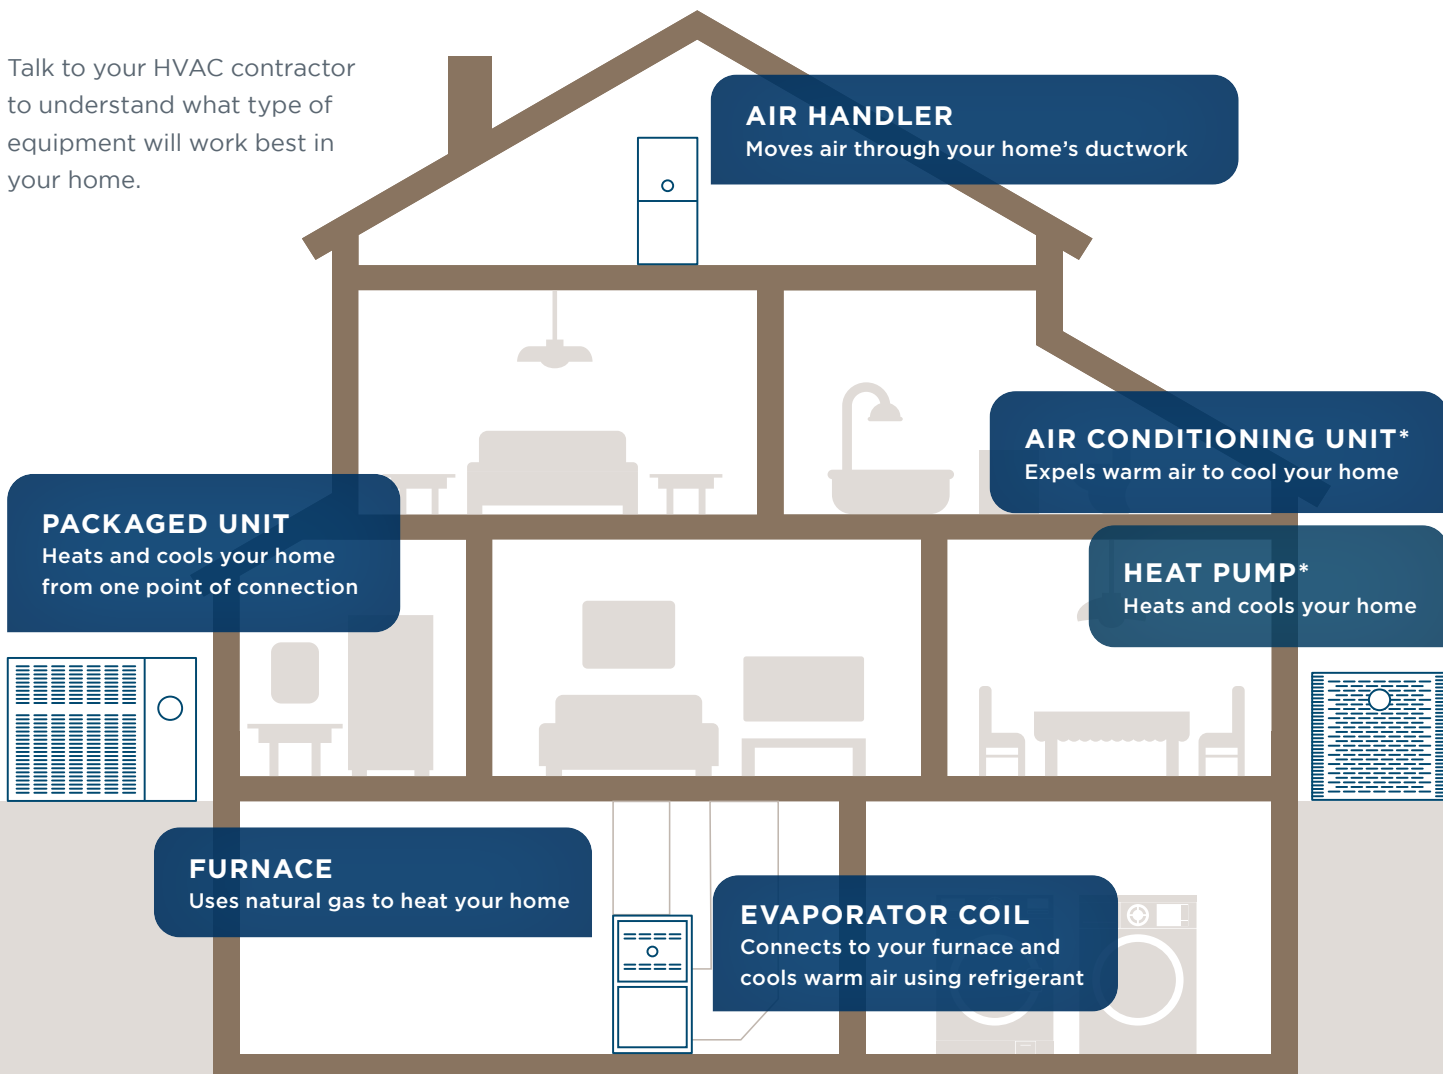 Talk to your HVAC contractor
to understand what type of
equipment will work best in
your home.
AIR HANDLER
Moves air through your home’s ductwork
AIR CONDITIONING UNIT*
Expels warm air to cool your home
PACKAGED UNIT
Heats and cools your home
from one point of connection
HEAT PUMP*
Heats and cools your home
FURNACE
Uses natural gas to heat your home
EVAPORATOR COIL
Connects to your furnace and
cools warm air using refrigerant